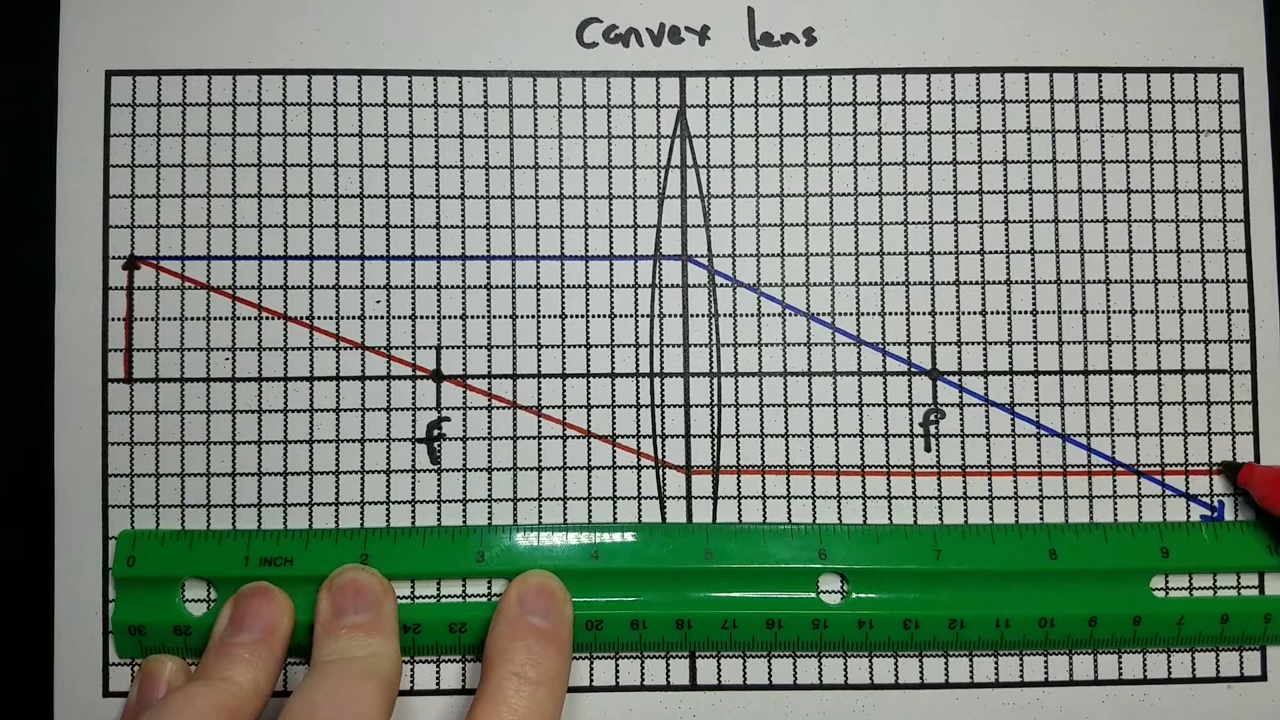 Convex lens
f f
0 1 INCH 2 3 4 5 6 7 8 9
30 29 24 23 20 19 18 17 16 15 14 13 12 11 10 9 8 7 6 5